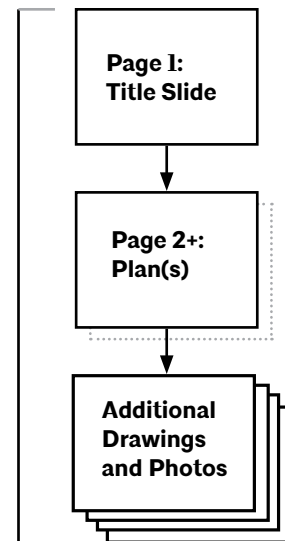 Page 1:
Title Slide
Page 2+:
Plan(s)
Additional
Drawings
and Photos